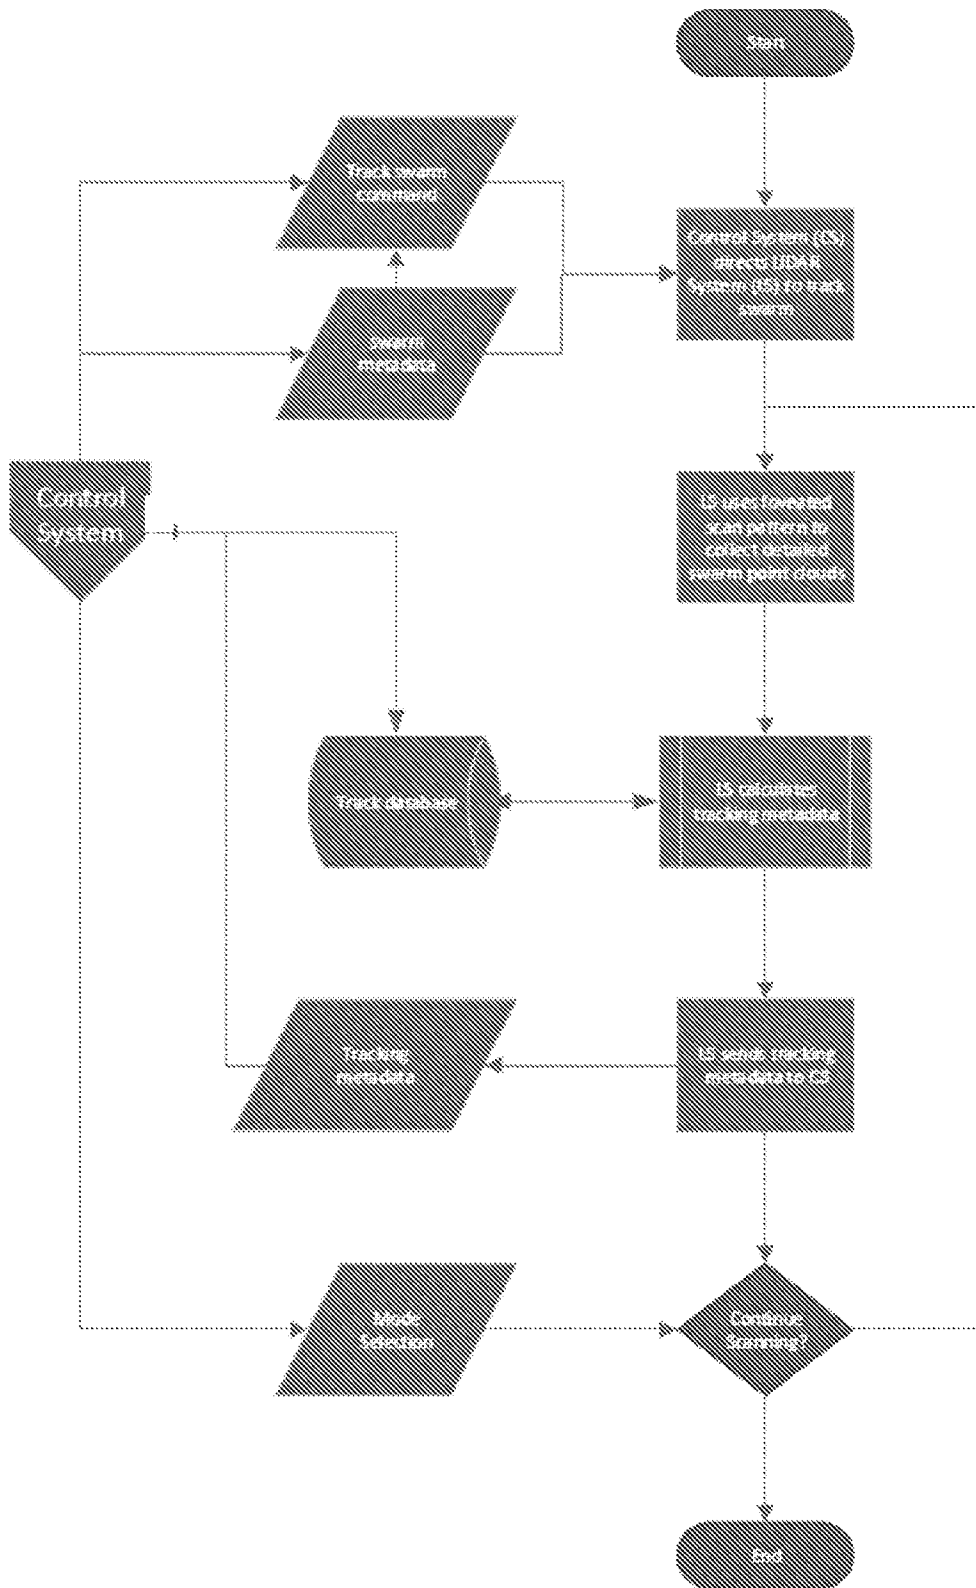 Start
Track swarm
command
Control System (CS)
directs LIDAR
System (LS) to track
swarm
swarm
metadata
Control
System
LS uses foveated
scan pattern to
collect detailed
swarm point clouds
Track database
LS calculates
tracking metadata
Tracking
metadata
LS sends tracking
metadata to CS
Mode
Selection
Continue
Scanning?
End